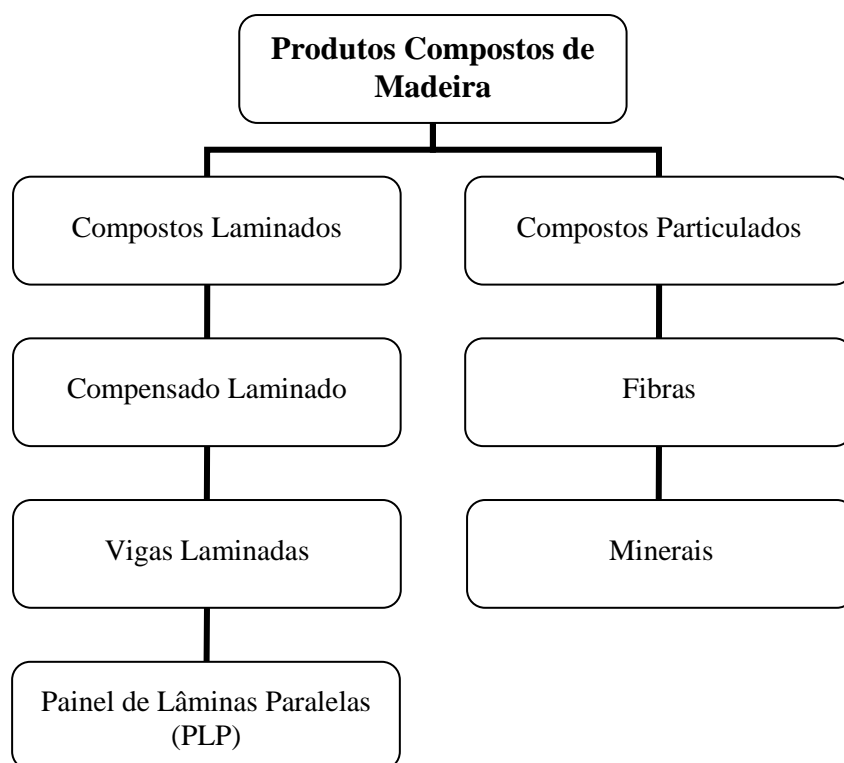 Produtos Compostos de
Madeira
Compostos Laminados
Compostos Particulados
Compensado Laminado
Fibras
Vigas Laminadas
Minerais
Painel de Lâminas Paralelas
(PLP)